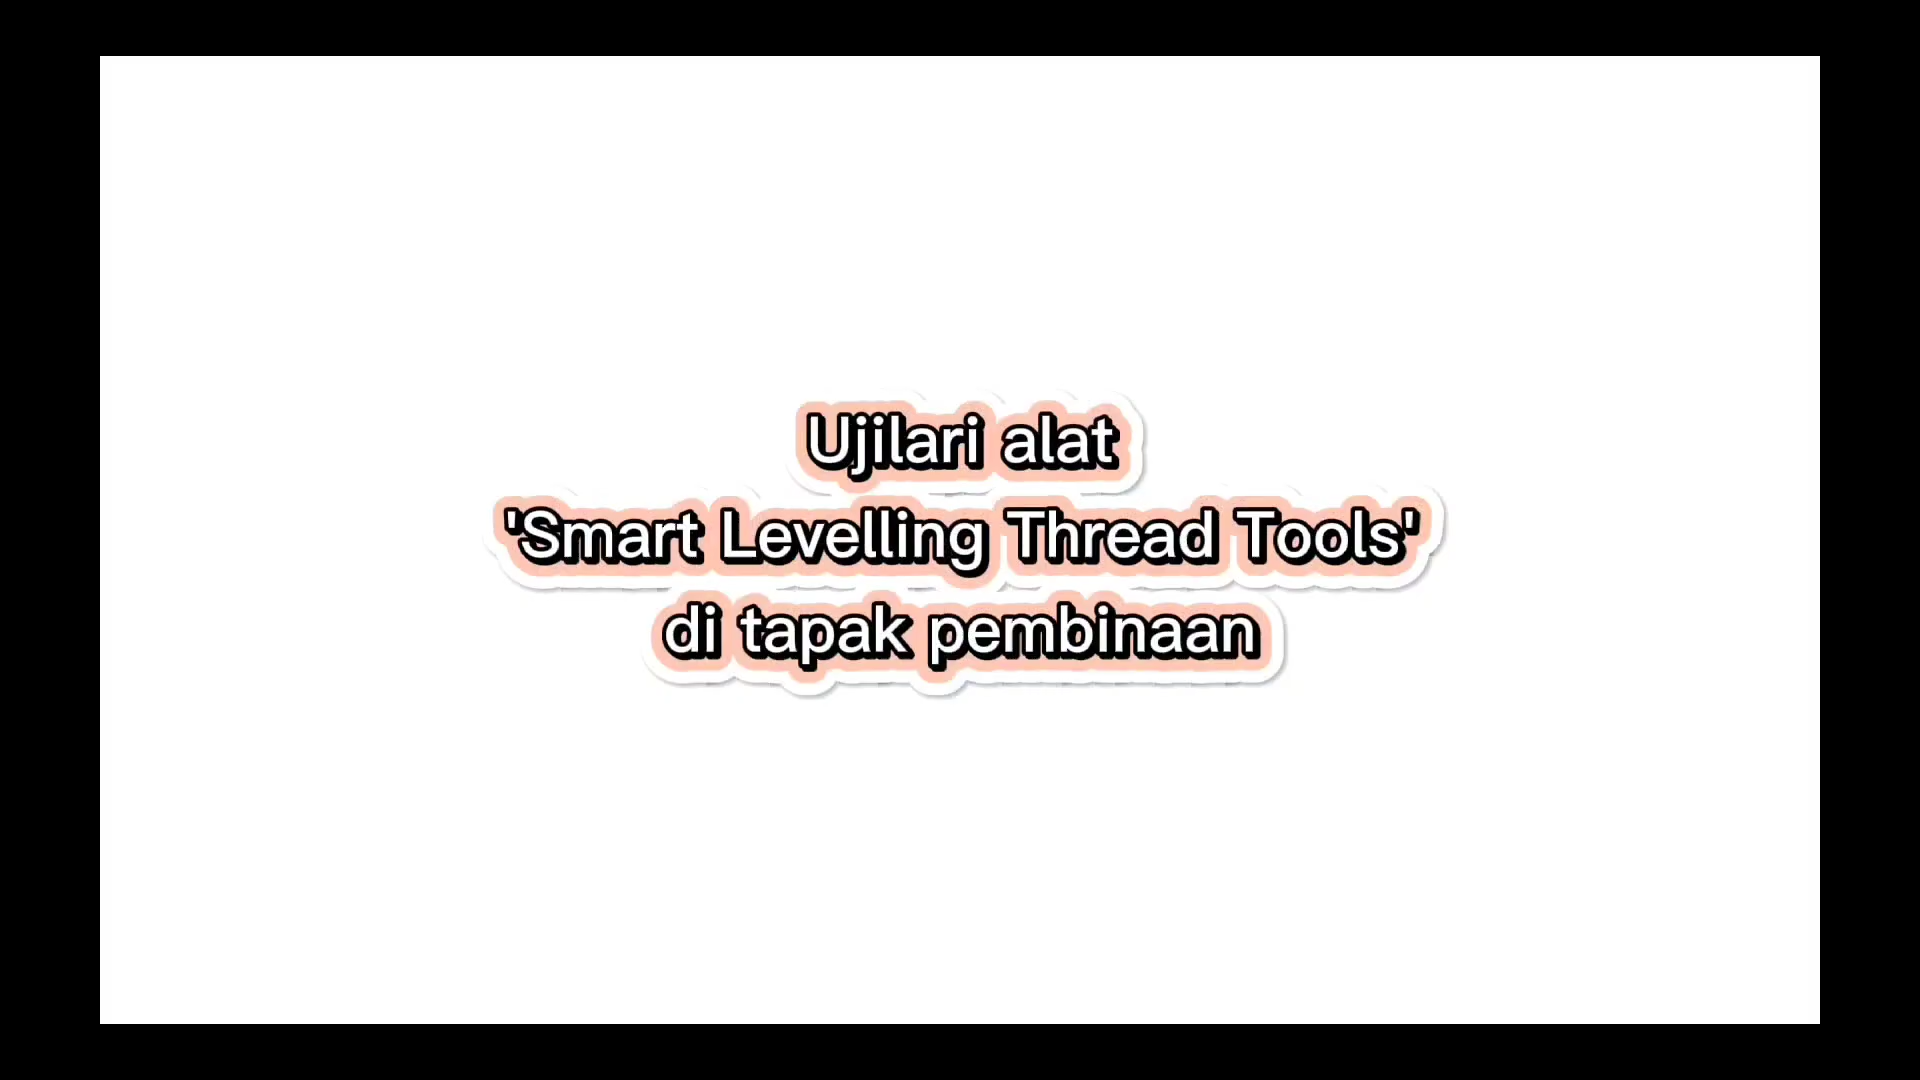 Ujilari alat
'Smart Levelling Thread Tools'
di tapak pembinaan